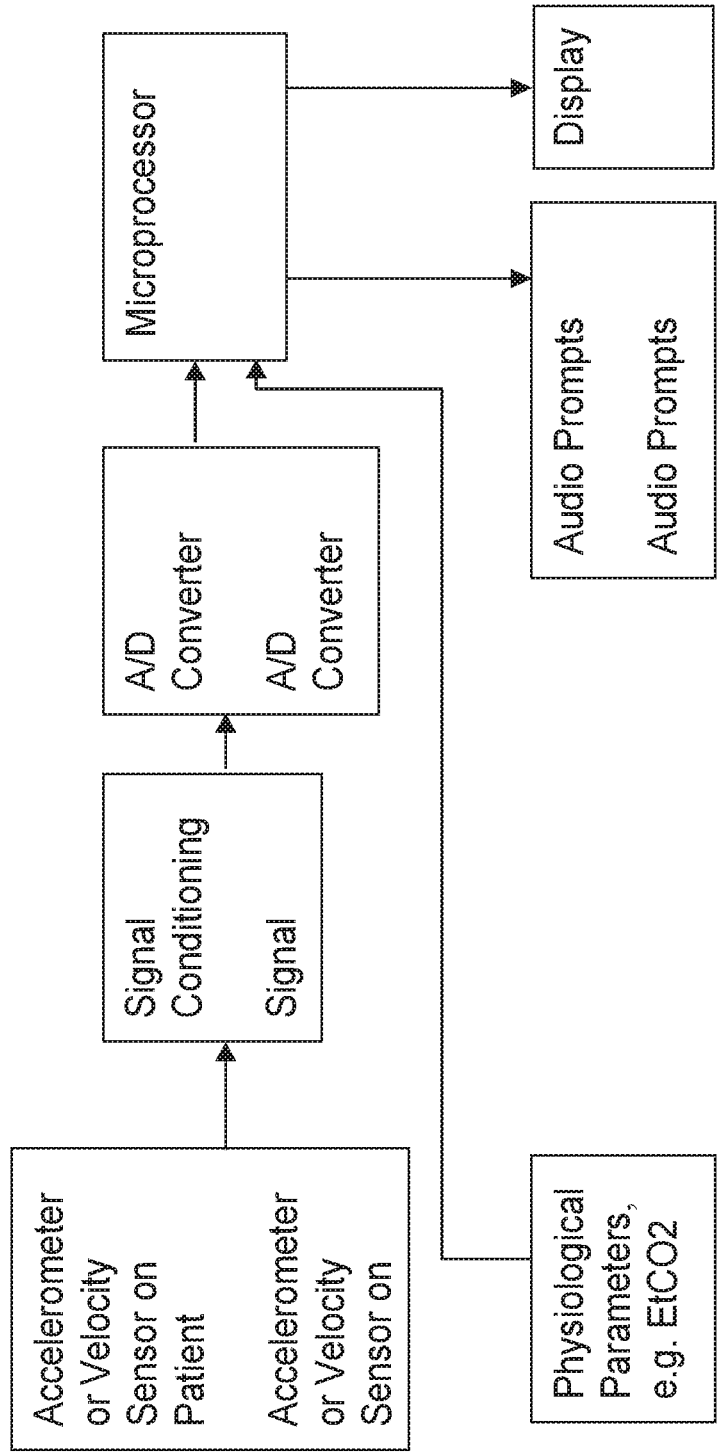 Accelerometer
or Velocity
Sensor on
Patient
Accelerometer
or Velocity
Sensor on
Signal
Conditioning
Signal
A/D
Converter
A/D
Converter
Microprocessor
Physiological
Parameters,
e.g. EtCO2
Audio Prompts
Audio Prompts
Display